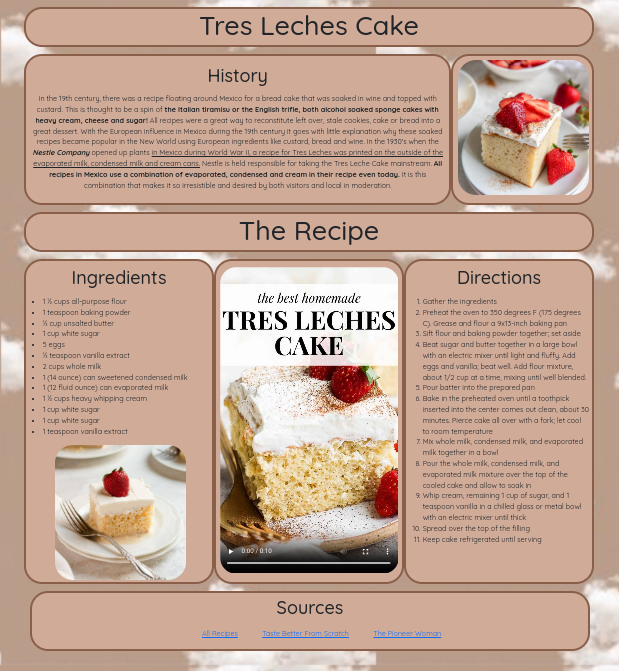 Tres Leches Cake
History
In the 19th century, there was a recipe floating around Mexico for a bread cake that was soaked in wine and topped with
custard. This is thought to be a spin of the Italian tiramisu or the English trifle, both alcohol soaked sponge cakes with
heavy cream, cheese and sugar! All recipes were a great way to reconstitute left over, stale cookies, cake or bread into a
great dessert. With the European influence in Mexico during the 19th century it goes with little explanation why these soaked
recipes became popular in the New World using European ingredients like custard, bread and wine. In the 1930's when the
Nestle Company opened up plants in Mexico during World War II, a recipe for Tres Leches was printed on the outside of the
evaporated milk, condensed milk and cream cans. Nestle is held responsible for taking the Tres Leche Cake mainstream. All
recipes in Mexico use a combination of evaporated, condensed and cream in their recipe even today. It is this
combination that makes it so irresistible and desired by both visitors and local in moderation.
The Recipe
Ingredients
1 ½ cups all-purpose flour
1 teaspoon baking powder
½ cup unsalted butter
1 cup white sugar
5 eggs
½ teaspoon vanilla extract
2 cups whole milk
1 (14 ounce) can sweetened condensed milk
1 (12 fluid ounce) can evaporated milk
1 ½ cups heavy whipping cream
1 cup white sugar
1 cup white sugar
1 teaspoon vanilla extract
the best homemade
TRES LECHES
CAKE
0:00 / 0:10
Directions
1. Gather the ingredients
2. Preheat the oven to 350 degrees F (175 degrees
C). Grease and flour a 9x13-inch baking pan
3. Sift flour and baking powder together; set aside
4. Beat sugar and butter together in a large bowl
with an electric mixer until light and fluffy. Add
eggs and vanilla; beat well. Add flour mixture,
about 1/2 cup at a time, mixing until well blended.
5. Pour batter into the prepared pan
6. Bake in the preheated oven until a toothpick
inserted into the center comes out clean, about 30
minutes. Pierce cake all over with a fork; let cool
to room temperature
7. Mix whole milk, condensed milk, and evaporated
milk together in a bowl
8. Pour the whole milk, condensed milk, and
evaporated milk mixture over the top of the
cooled cake and allow to soak in
9. Whip cream, remaining 1 cup of sugar, and 1
teaspoon vanilla in a chilled glass or metal bowl
with an electric mixer until thick
10. Spread over the top of the filling
11. Keep cake refrigerated until serving
Sources
All Recipes Taste Better From Scratch The Pioneer Woman